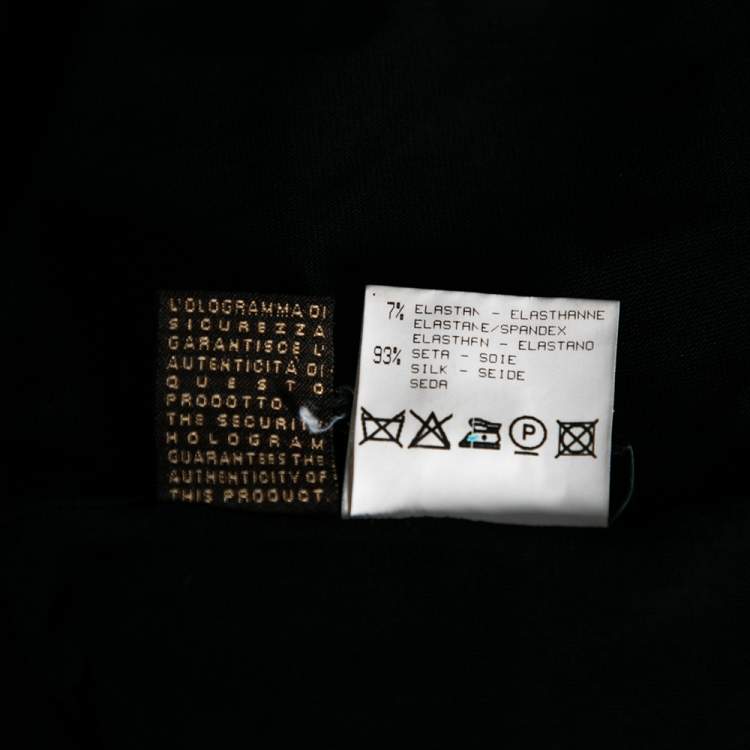 L'OLOGRAMMA DI
SICUREZZA
GARANTISCE L'
AUTENTICITÀ DI
QUESTO
PRODOTTO
THE SECURITY
HOLOGRAM
GUARANTEES THE
AUTHENTICITY OF
THIS PRODUCT.
7% ELASTAN - ELASTHANNE
ELASTANE/SPANDEX
ELASTHAN - ELASTANO
93% SETA - SOIE
SILK - SEIDE
SEDA
P